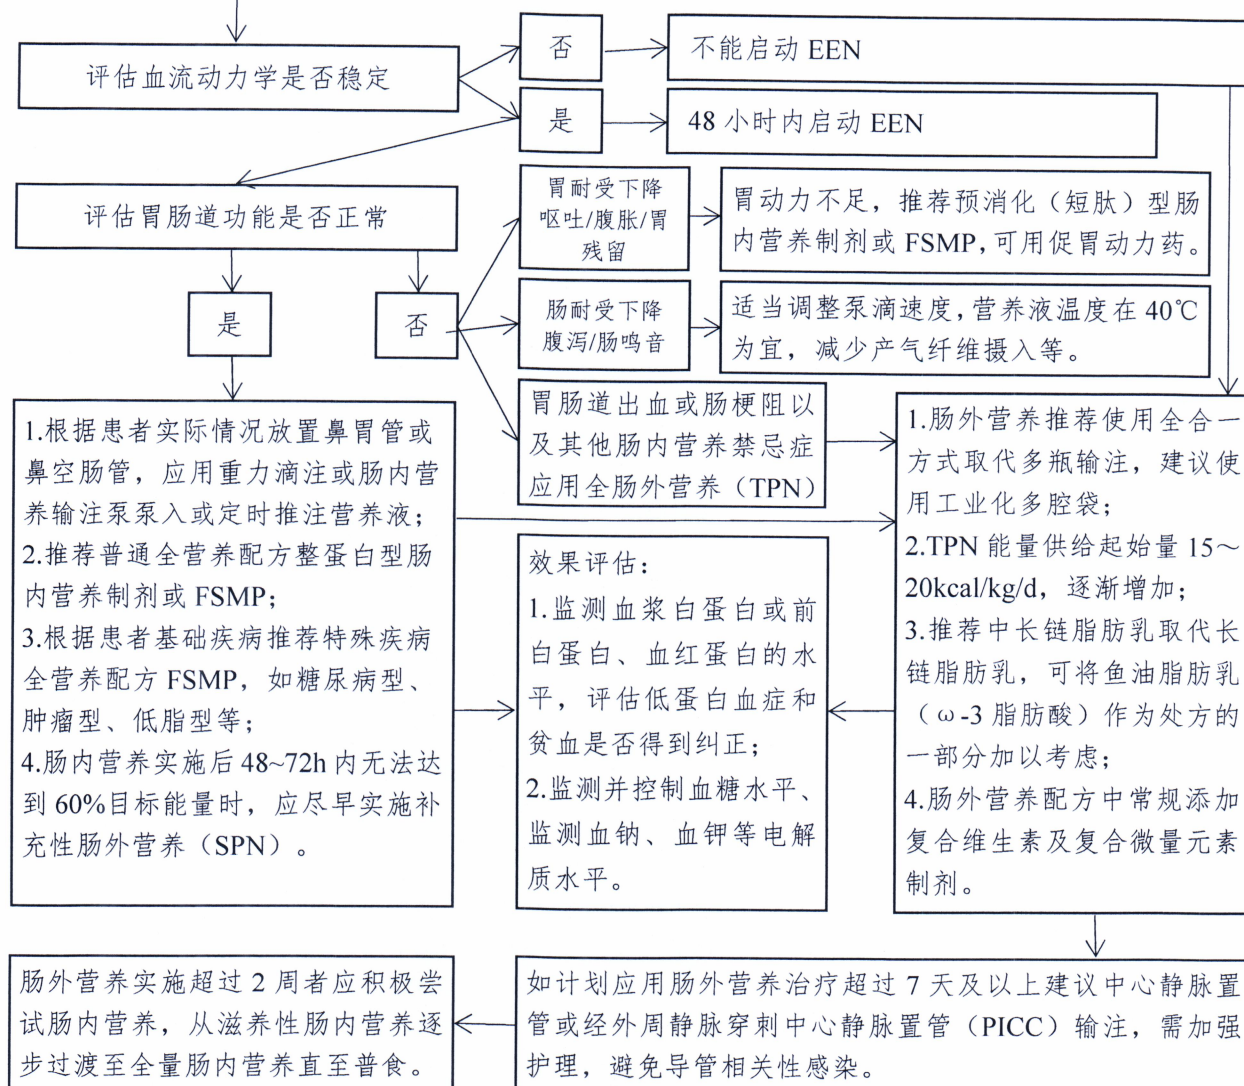 评估血流动力学是否稳定
否
不能启动 EEN
是
48 小时内启动 EEN
评估胃肠道功能是否正常
是
否
胃耐受下降
呕吐/腹胀/胃
残留
胃动力不足，推荐预消化（短肽）型肠
内营养制剂或 FSMP，可用促胃动力药。
肠耐受下降
腹泻/肠鸣音
适当调整泵滴速度，营养液温度在 40℃
为宜，减少产气纤维摄入等。
胃肠道出血或肠梗阻以
及其他肠内营养禁忌症
应用全肠外营养（TPN）
1.根据患者实际情况放置鼻胃管或
鼻空肠管，应用重力滴注或肠内营
养输注泵泵入或定时推注营养液；
2.推荐普通全营养配方整蛋白型肠
内营养制剂或 FSMP；
3.根据患者基础疾病推荐特殊疾病
全营养配方 FSMP，如糖尿病型、
肿瘤型、低脂型等；
4.肠内营养实施后 48~72h 内无法达
到 60%目标能量时，应尽早实施补
充性肠外营养（SPN）。
效果评估：
1.监测血浆白蛋白或前
白蛋白、血红蛋白的水
平，评估低蛋白血症和
贫血是否得到纠正；
2.监测并控制血糖水平、
监测血钠、血钾等电解
质水平。
1.肠外营养推荐使用全合一
方式取代多瓶输注，建议使
用工业化多腔袋；
2.TPN 能量供给起始量 15～
20kcal/kg/d，逐渐增加；
3.推荐中长链脂肪乳取代长
链脂肪乳，可将鱼油脂肪乳
（ω-3 脂肪酸）作为处方的
一部分加以考虑；
4.肠外营养配方中常规添加
复合维生素及复合微量元素
制剂。
如计划应用肠外营养治疗超过 7 天及以上建议中心静脉置
管或经外周静脉穿刺中心静脉置管（PICC）输注，需加强
护理，避免导管相关性感染。
肠外营养实施超过 2 周者应积极尝
试肠内营养，从滋养性肠内营养逐
步过渡至全量肠内营养直至普食。